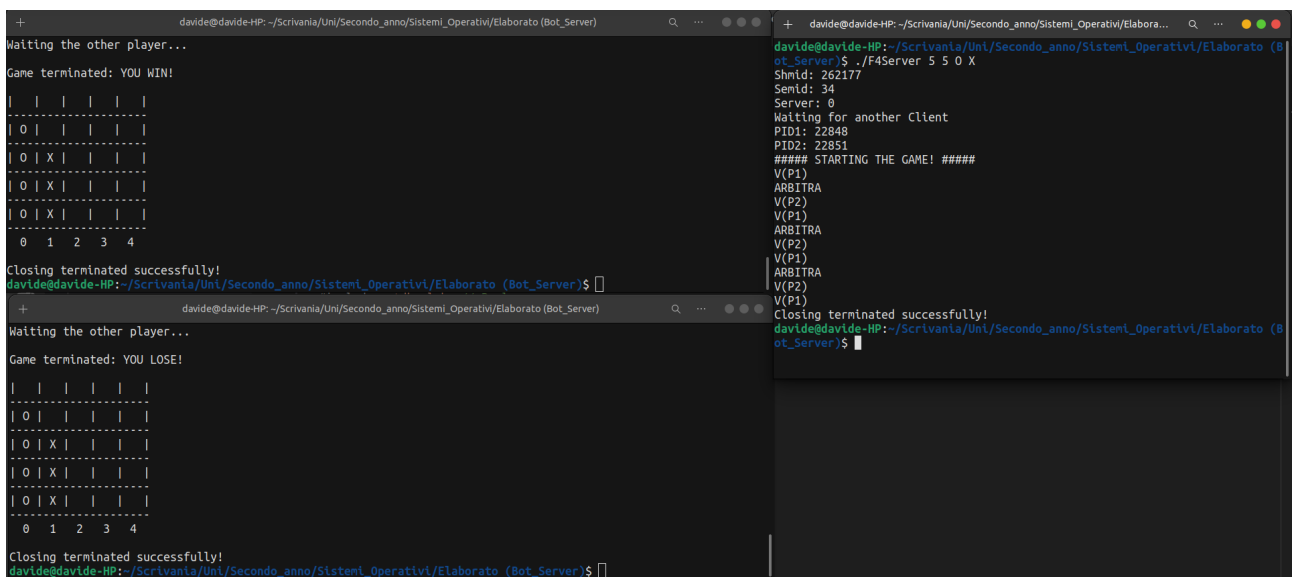 davide@davide-HP: ~/Scrivania/Uni/Secondo_anno/Sistemi_Operativi/Elaborato (Bot_Server)
Waiting the other player...
Game terminated: YOU WIN!
| | | | | |
----------------------
| O | | | | |
----------------------
| O | X | | | |
----------------------
| O | X | | | |
----------------------
| O | X | | | |
----------------------
0 1 2 3 4
Closing terminated successfully!
davide@davide-HP:~/Scrivania/Uni/Secondo_anno/Sistemi_Operativi/Elaborato (Bot_Server)$
davide@davide-HP: ~/Scrivania/Uni/Secondo_anno/Sistemi_Operativi/Elaborato (Bot_Server)
Waiting the other player...
Game terminated: YOU LOSE!
| | | | | |
----------------------
| O | | | | |
----------------------
| O | X | | | |
----------------------
| O | X | | | |
----------------------
| O | X | | | |
----------------------
0 1 2 3 4
Closing terminated successfully!
davide@davide-HP:~/Scrivania/Uni/Secondo_anno/Sistemi_Operativi/Elaborato (Bot_Server)$
davide@davide-HP: ~/Scrivania/Uni/Secondo_anno/Sistemi_Operativi/Elabora...
davide@davide-HP:~/Scrivania/Uni/Secondo_anno/Sistemi_Operativi/Elaborato (B
ot_Server)$ ./F4Server 5 5 O X
Shmid: 262177
Semid: 34
Server: 0
Waiting for another Client
PID1: 22848
PID2: 22851
##### STARTING THE GAME! #####
V(P1)
ARBITRA
V(P2)
V(P1)
ARBITRA
V(P2)
V(P1)
ARBITRA
V(P2)
V(P1)
Closing terminated successfully!
davide@davide-HP:~/Scrivania/Uni/Secondo_anno/Sistemi_Operativi/Elaborato (B
ot_Server)$